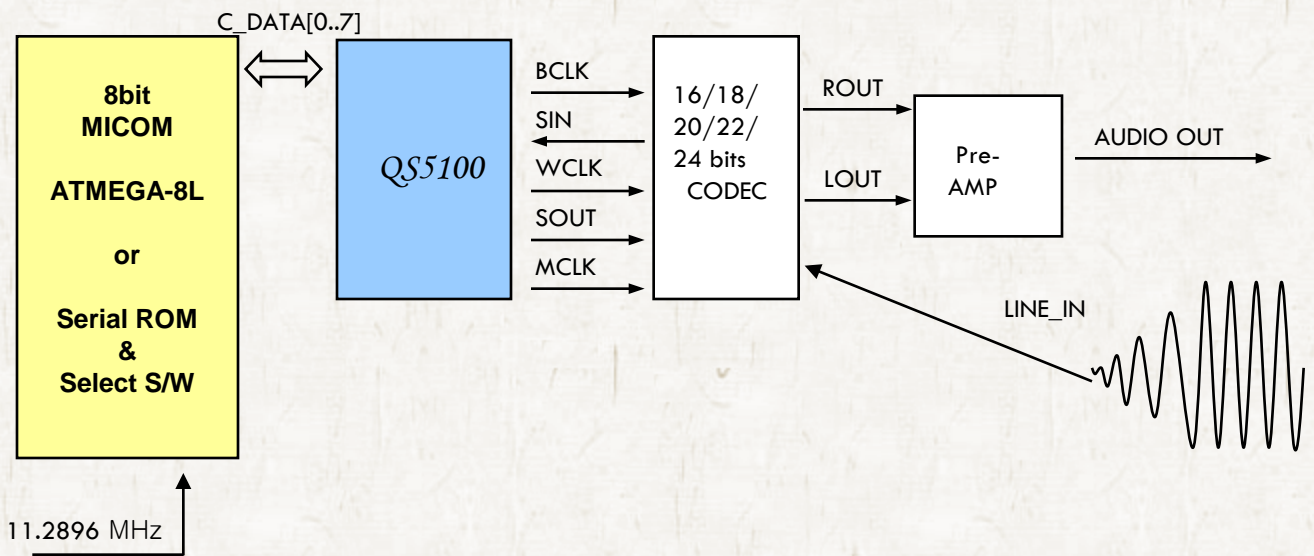 C_DATA[0..7]
8bit
MICOM
ATMEGA-8L
or
Serial ROM
&
Select S/W
11.2896 MHz
QS5100
BCLK
SIN
WCLK
SOUT
MCLK
16/18/
20/22/
24 bits
CODEC
ROUT
LOUT
Pre-
AMP
AUDIO OUT
LINE_IN